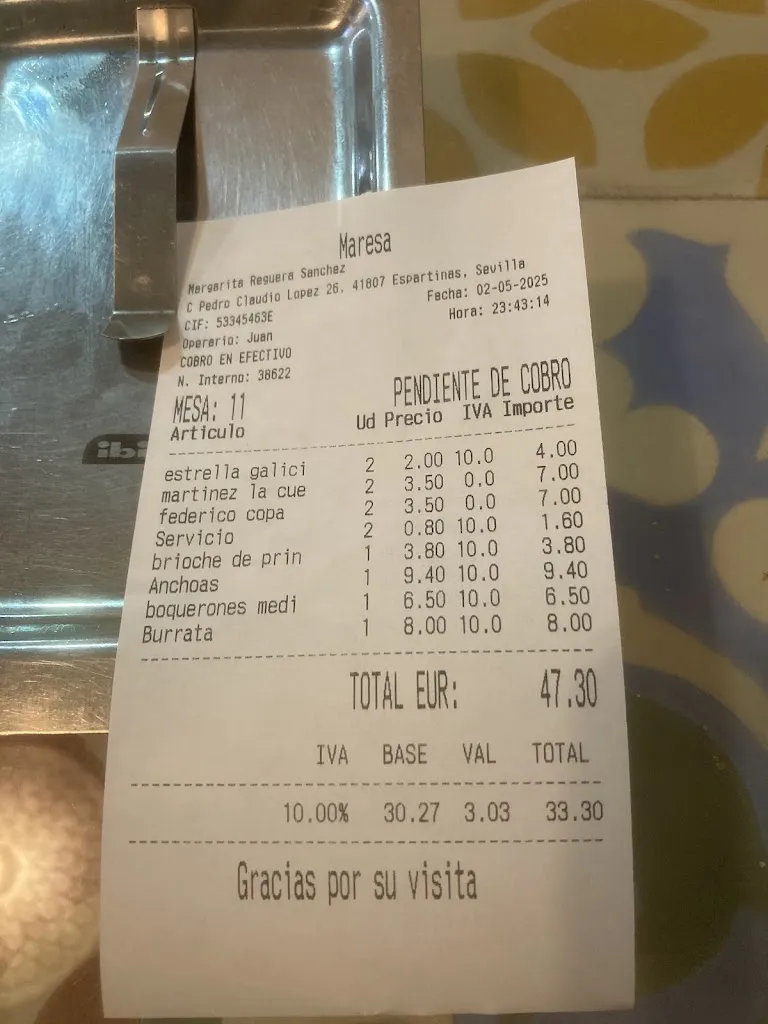 Maresa
Margarita Reguera Sanchez
C Pedro Claudio Lopez 26. 41807 Espartinas, Sevilla
CIF: 53345463E Fecha: 02-05-2025
Operario: Juan Hora: 23:43:14
COBRO EN EFECTIVO
N. Interno: 38622
MESA: 11 PENDIENTE DE COBRO
Articulo Ud Precio IVA Importe
estrella galici 2 2.00 10.0 4.00
martinez la cue 2 3.50 0.0 7.00
federico copa 2 3.50 0.0 7.00
Servicio 2 0.80 10.0 1.60
brioche de prin 1 3.80 10.0 3.80
Anchoas 1 9.40 10.0 9.40
boquerones medi 1 6.50 10.0 6.50
Burrata 1 8.00 10.0 8.00
TOTAL EUR: 47.30
IVA BASE VAL TOTAL
10.00% 30.27 3.03 33.30
Gracias por su visita